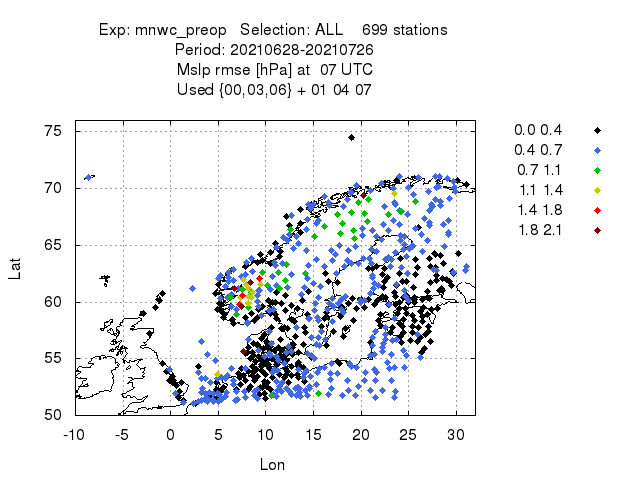 Exp: mnwc_preop   Selection: ALL    699 stations
Period: 20210628-20210726
Mslp rmse [hPa] at  07 UTC
Used {00,03,06} + 01 04 07
0.0 0.4
0.4 0.7
0.7 1.1
1.1 1.4
1.4 1.8
1.8 2.1
Lat
75
70
65
60
55
50
-10 -5 0 5 10 15 20 25 30
Lon